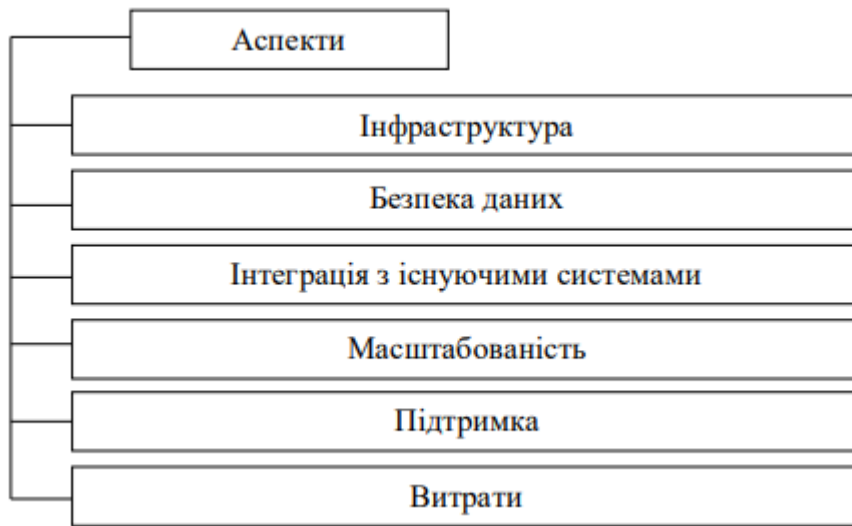 Аспекти
Інфраструктура
Безпека даних
Інтеграція з існуючими системами
Масштабованість
Підтримка
Витрати